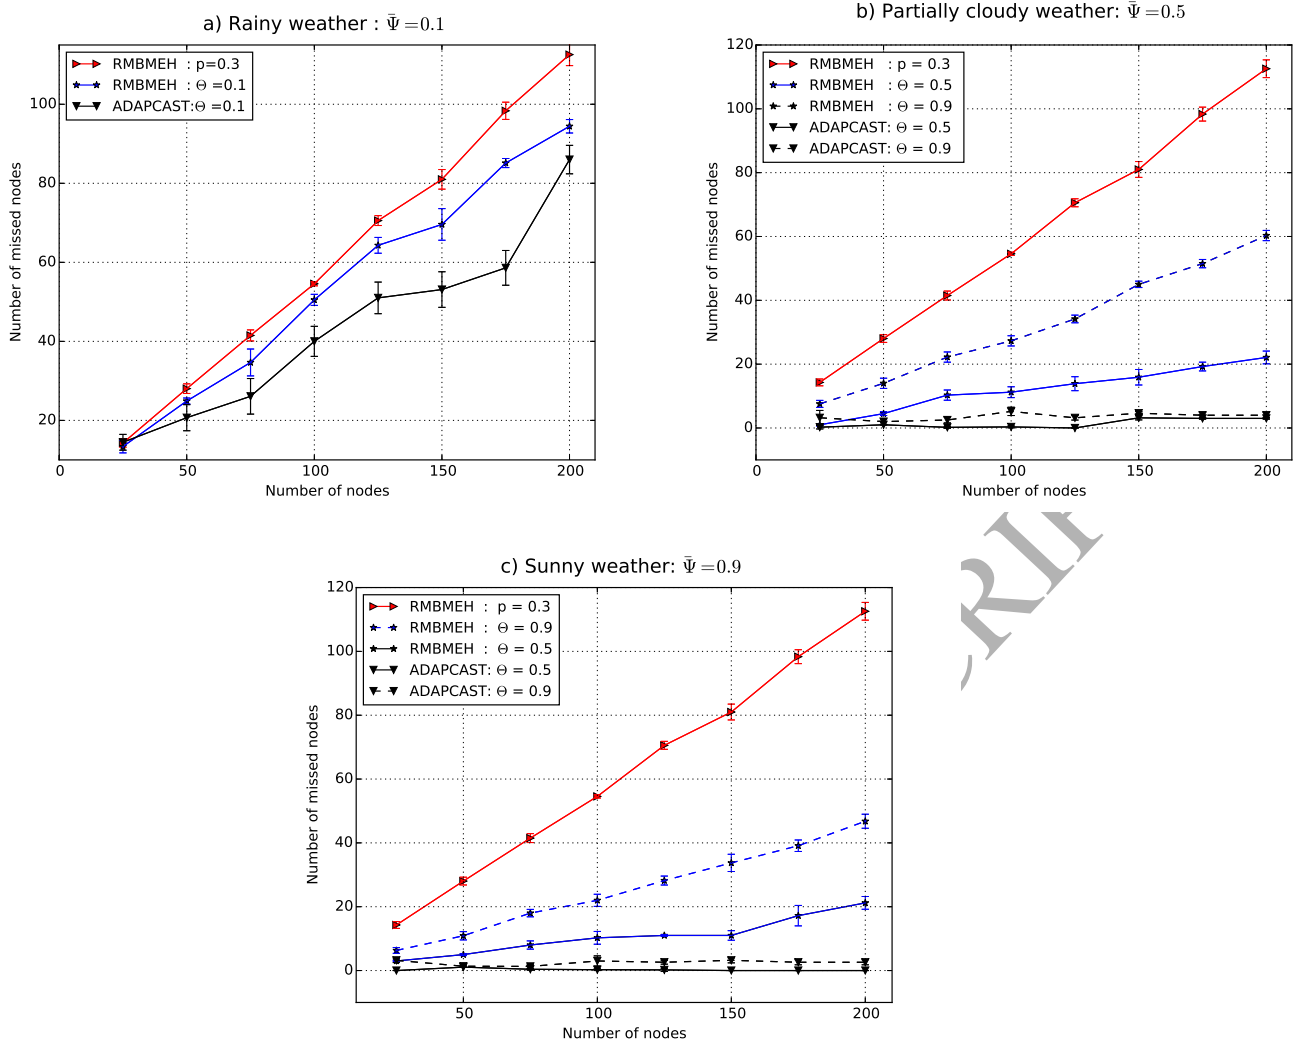 a) Rainy weather : Ψ̄=0.1
RMBMEH : p=0.3
RMBMEH : Θ =0.1
ADAPCAST:Θ =0.1
Number of missed nodes
100
80
60
40
20
0 50 100 150 200
Number of nodes
b) Partially cloudy weather: Ψ̄=0.5
RMBMEH : p = 0.3
RMBMEH : Θ = 0.5
RMBMEH : Θ = 0.9
ADAPCAST: Θ = 0.5
ADAPCAST: Θ = 0.9
Number of missed nodes
120
100
80
60
40
20
0
0 50 100 150 200
Number of nodes
c) Sunny weather: Ψ̄=0.9
RMBMEH : p = 0.3
RMBMEH : Θ = 0.9
RMBMEH : Θ = 0.5
ADAPCAST: Θ = 0.5
ADAPCAST: Θ = 0.9
Number of missed nodes
120
100
80
60
40
20
0
50 100 150 200
Number of nodes